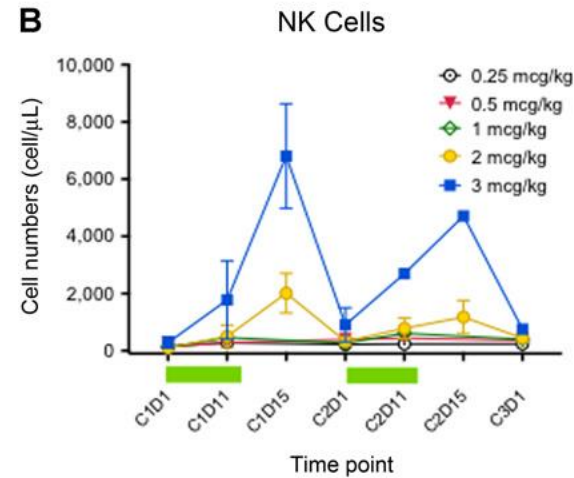 B
NK Cells
10,000
8,000
6,000
4,000
2,000
0
Cell numbers (cell/μL)
0.25 mcg/kg
0.5 mcg/kg
1 mcg/kg
2 mcg/kg
3 mcg/kg
C1D1
C1D11
C1D15
C2D1
C2D11
C2D15
C3D1
Time point